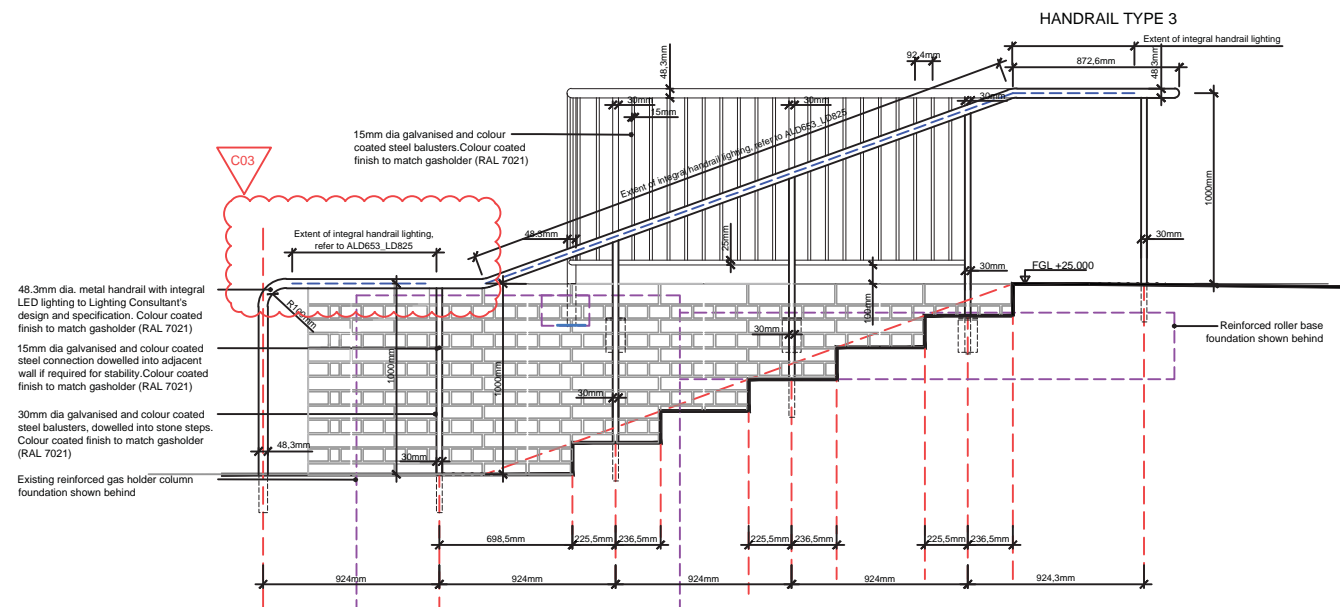 HANDRAIL TYPE 3
Extent of integral handrail lighting
92,4mm
872,6mm
48,3mm
48,3mm
30mm
30mm
30mm
15mm
15mm dia galvanised and colour
coated steel balusters.Colour coated
finish to match gasholder (RAL 7021)
Extent of integral handrail lighting, refer to ALD653_LD825
C03
1000mm
Extent of integral handrail lighting,
refer to ALD653_LD825
48.3mm
25mm
30mm
30mm
FGL +25.000
48.3mm dia. metal handrail with integral
LED lighting to Lighting Consultant's
design and specification. Colour coated
finish to match gasholder (RAL 7021)
R100mm
100mm
30mm
Reinforced roller base
foundation shown behind
15mm dia galvanised and colour coated
steel connection dowelled into adjacent
wall if required for stability.Colour coated
finish to match gasholder (RAL 7021)
1000mm
1000mm
30mm
30mm dia galvanised and colour coated
steel balusters, dowelled into stone steps.
Colour coated finish to match gasholder
(RAL 7021)
48,3mm
30mm
Existing reinforced gas holder column
foundation shown behind
698,5mm
225,5mm
236,5mm
225,5mm
236,5mm
225,5mm
236,5mm
924mm
924mm
924mm
924mm
924,3mm